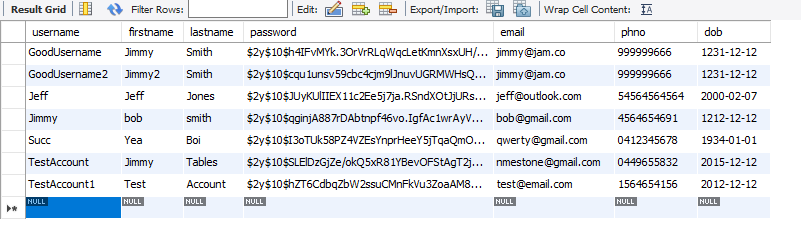 Result Grid Filter Rows: Edit: Export/Import: Wrap Cell Content:
username firstname lastname password email phno dob
GoodUsername Jimmy Smith $2y$10$h4IFvMYk.3OrVrRLqWqcLetKmnXsxUH/... jimmy@jam.co 999999666 1231-12-12
GoodUsername2 Jimmy2 Smith $2y$10$cqu1unsv59cbc4cjm9lJnuvUGRMWHsQ... jimmy@jam.co 999999666 1231-12-12
Jeff Jeff Jones $2y$10$JUyKUlIIEX11c2Ee5j7ja.RSndXOtJjURs... jeff@outlook.com 54564564564 2000-02-07
Jimmy bob smith $2y$10$qginjA887rDAbtnpf46vo.IgfAc1wrAyV... bob@gmail.com 4564654691 1212-12-12
Succ Yea Boi $2y$10$I3oTUk58PZ4VZEsYnprHeeY5jTqaQmO... qwerty@gmail.com 0412345678 1934-01-01
TestAccount Jimmy Tables $2y$10$SLElDzGjZe/okQ5xR81YBevOFStAgT2j... nmestone@gmail.com 0449655832 2015-12-12
TestAccount1 Test Account $2y$10$hZT6CdbqZbW2ssuCMnFkVu3ZoaAM8... test@email.com 1564654156 2012-12-12
NULL NULL NULL NULL NULL NULL NULL